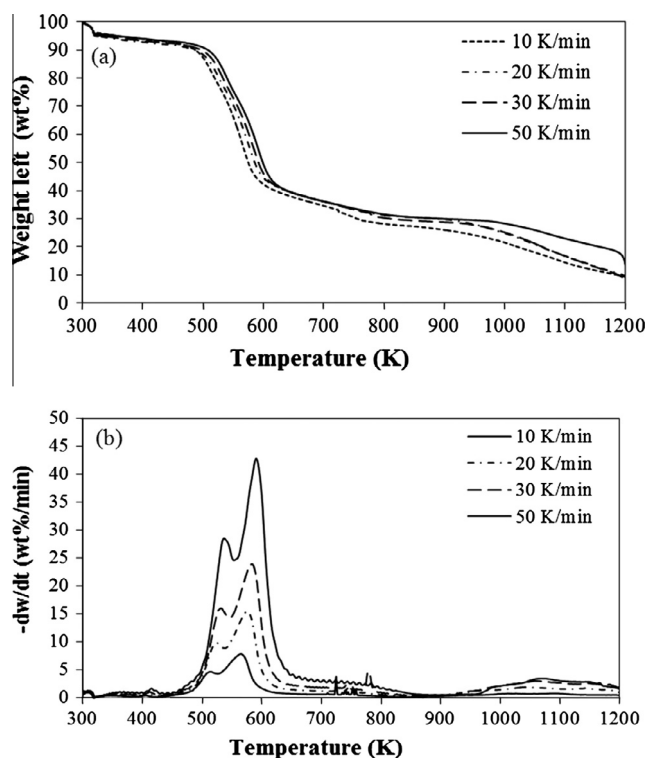 (a)
10 K/min
20 K/min
30 K/min
50 K/min
Weight left (wt%)
100
90
80
70
60
50
40
30
20
10
0
300 400 500 600 700 800 900 1000 1100 1200
Temperature (K)
(b)
10 K/min
20 K/min
30 K/min
50 K/min
-dw/dt (wt%/min)
50
45
40
35
30
25
20
15
10
5
0
300 400 500 600 700 800 900 1000 1100 1200
Temperature (K)